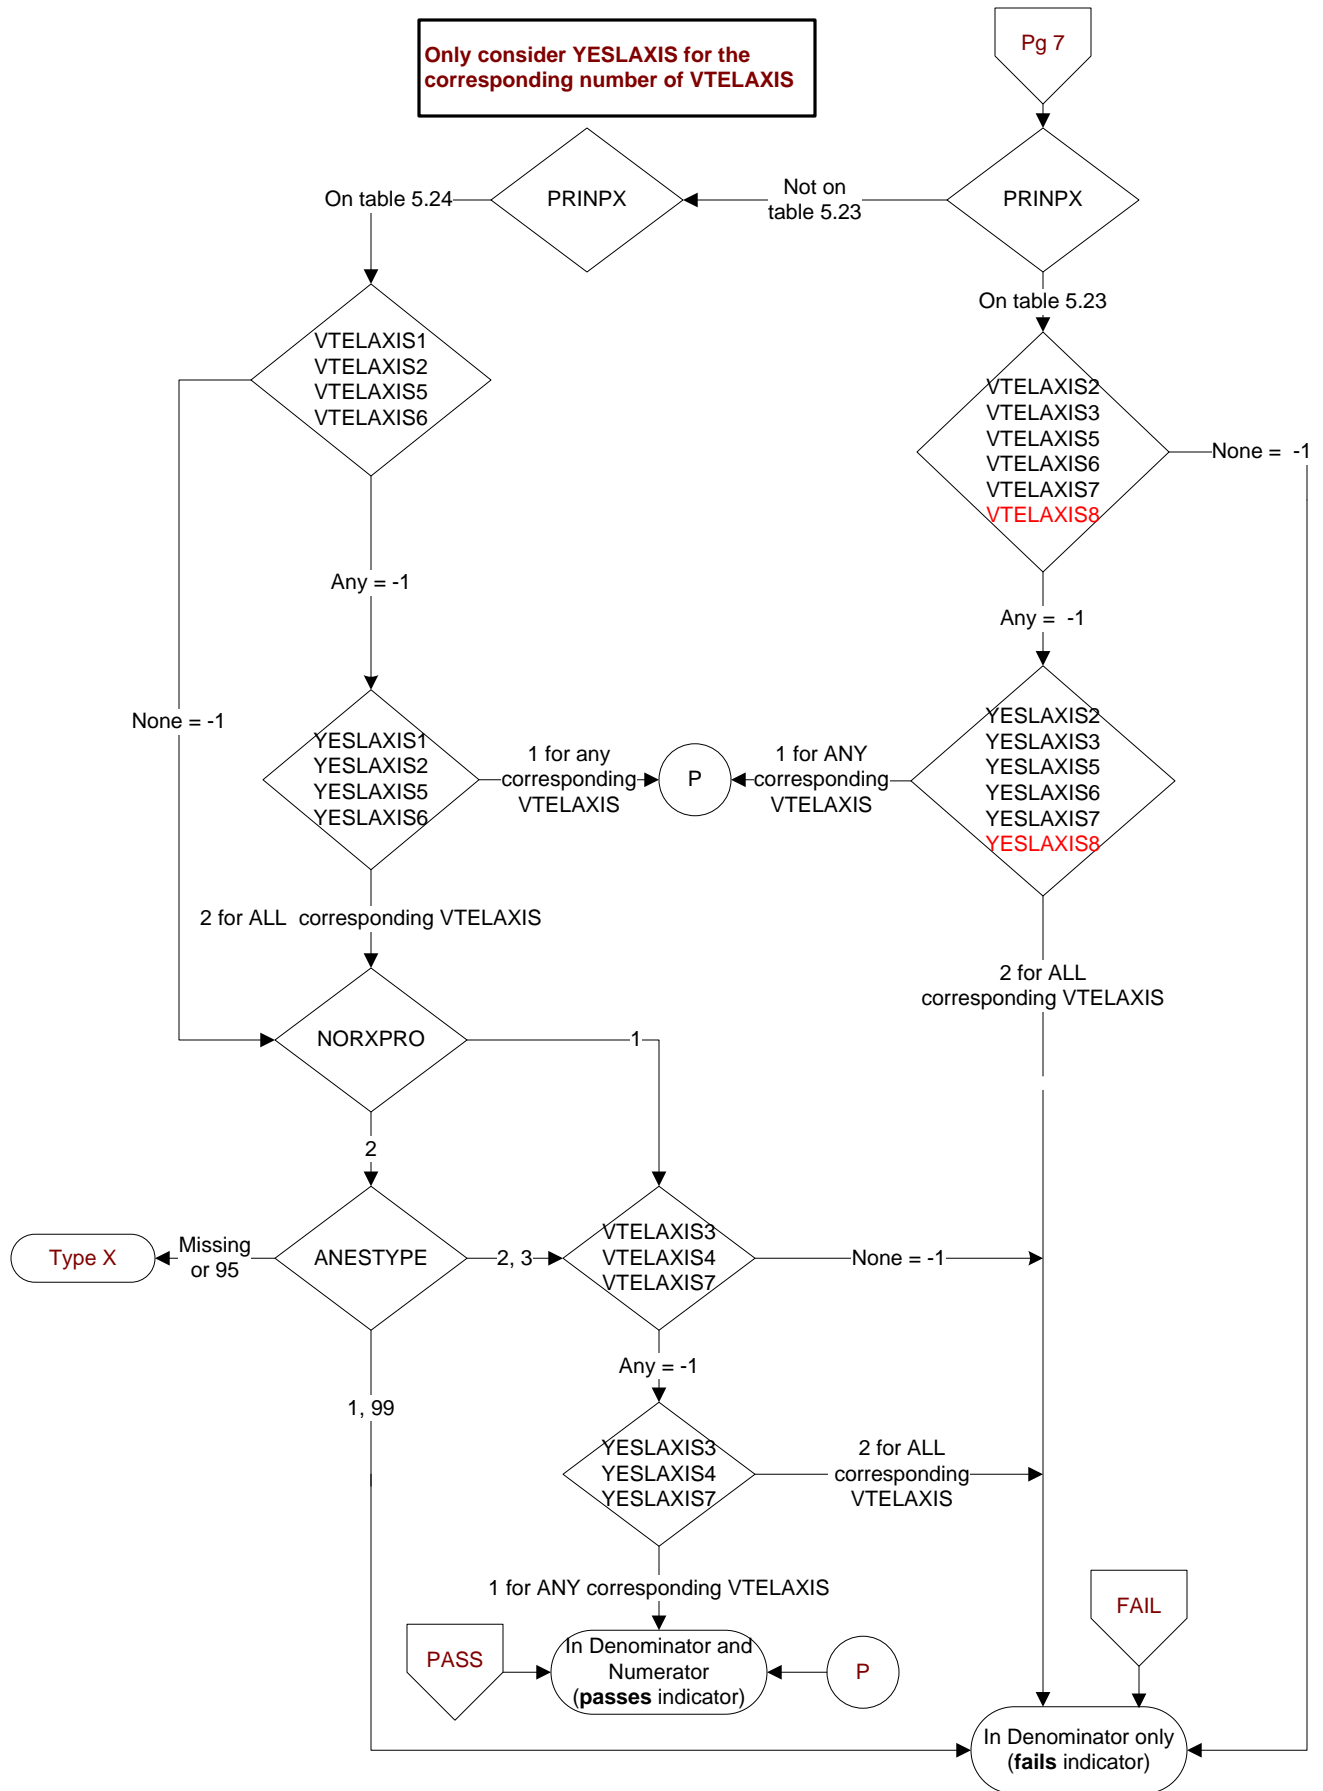 Only consider YESLAXIS for the
corresponding number of VTELAXIS
Pg 7
On table 5.24
PRINPX
Not on
table 5.23
PRINPX
On table 5.23
VTELAXIS1
VTELAXIS2
VTELAXIS5
VTELAXIS6
VTELAXIS2
VTELAXIS3
VTELAXIS5
VTELAXIS6
VTELAXIS7
VTELAXIS8
None = -1
Any = -1
Any = -1
None = -1
YESLAXIS1
YESLAXIS2
YESLAXIS5
YESLAXIS6
1 for any
corresponding
VTELAXIS
P
1 for ANY
corresponding
VTELAXIS
YESLAXIS2
YESLAXIS3
YESLAXIS5
YESLAXIS6
YESLAXIS7
YESLAXIS8
2 for ALL corresponding VTELAXIS
2 for ALL
corresponding VTELAXIS
NORXPRO
1
2
Type X
Missing
or 95
ANESTYPE
2, 3
VTELAXIS3
VTELAXIS4
VTELAXIS7
None = -1
Any = -1
1, 99
YESLAXIS3
YESLAXIS4
YESLAXIS7
2 for ALL
corresponding
VTELAXIS
1 for ANY corresponding VTELAXIS
FAIL
PASS
In Denominator and
Numerator
(passes indicator)
P
In Denominator only
(fails indicator)